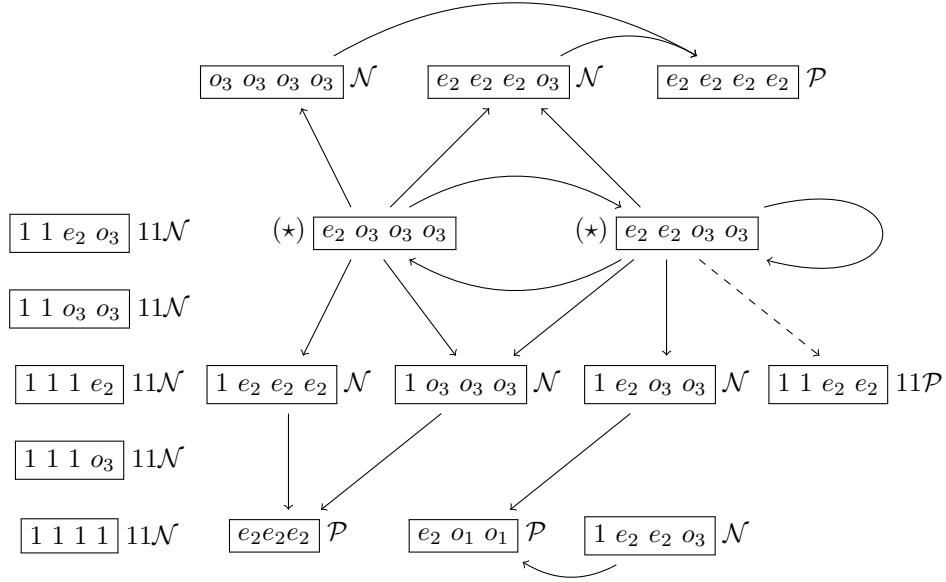 o₃ o₃ o₃ o₃ 𝒩 e₂ e₂ e₂ o₃ 𝒩 e₂ e₂ e₂ e₂ 𝒫
1 1 e₂ o₃ 11𝒩 (⋆) e₂ o₃ o₃ o₃ (⋆) e₂ e₂ o₃ o₃
1 1 o₃ o₃ 11𝒩
1 1 1 e₂ 11𝒩 1 e₂ e₂ e₂ 𝒩 1 o₃ o₃ o₃ 𝒩 1 e₂ o₃ o₃ 𝒩 1 1 e₂ e₂ 11𝒫
1 1 1 o₃ 11𝒩
1 1 1 1 11𝒩 e₂e₂e₂ 𝒫 e₂ o₁ o₁ 𝒫 1 e₂ e₂ o₃ 𝒩